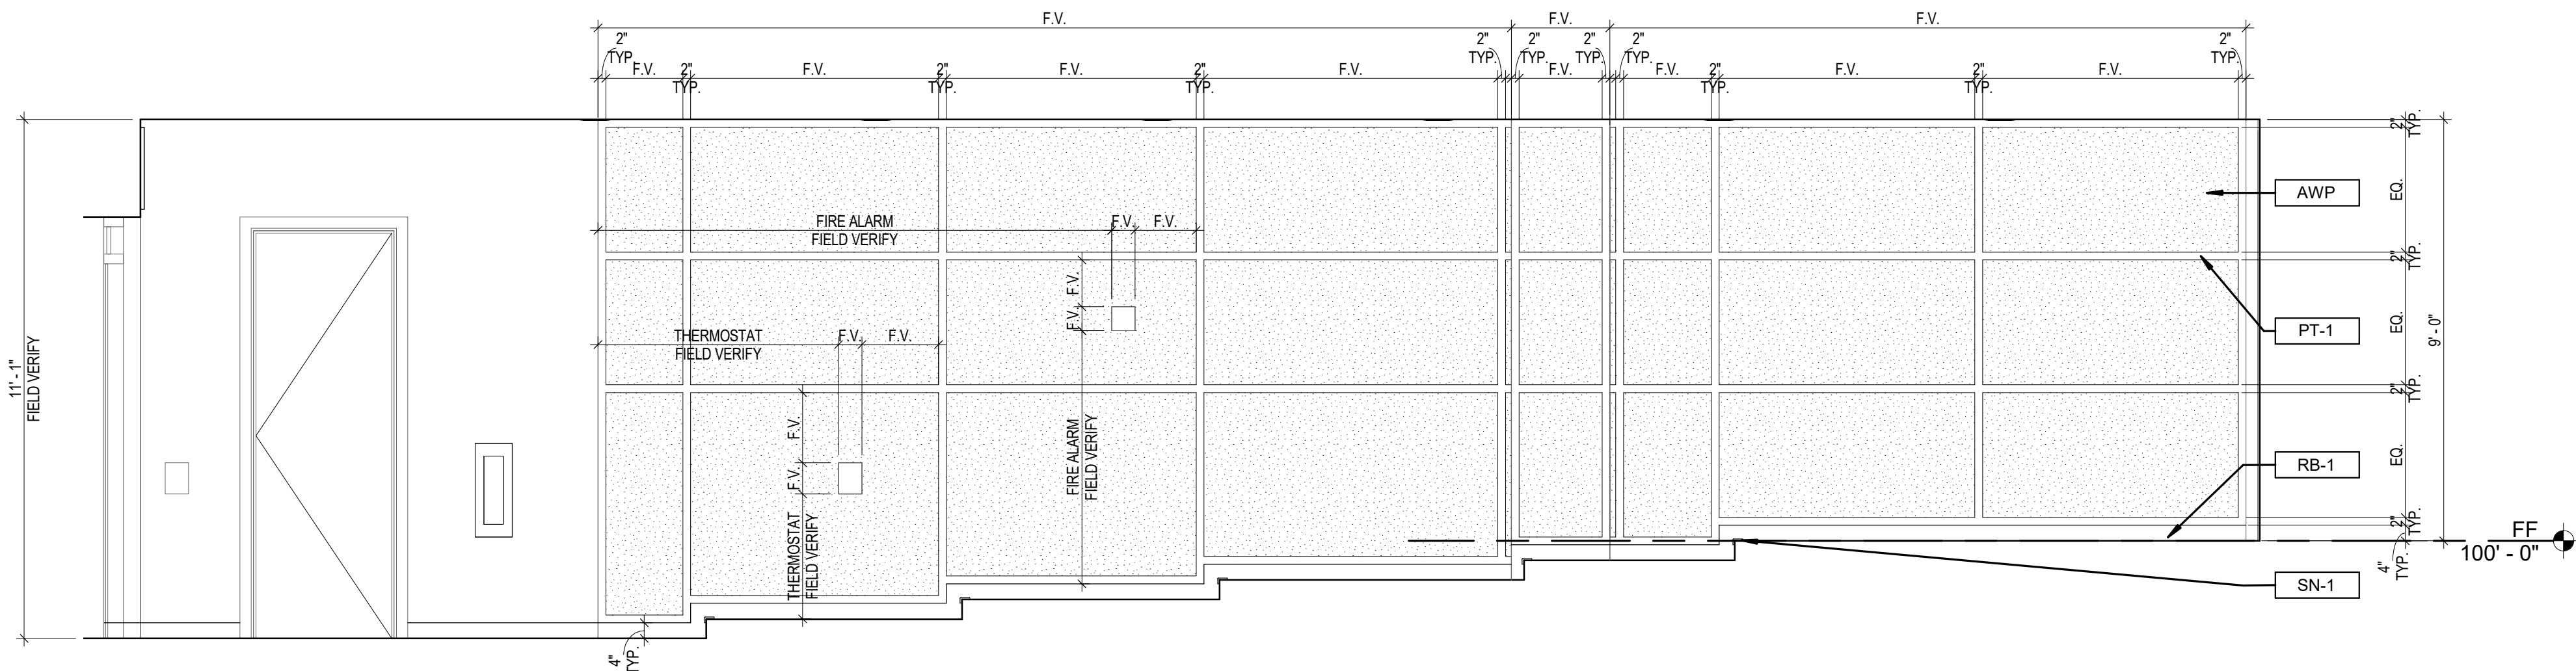 F.V. F.V. F.V.
2" 2" 2" 2" 2" 2"
TYP. TYP. TYP. TYP. TYP. TYP.
F.V. 2" F.V. 2" F.V. 2" F.V. F.V. F.V. 2" F.V. 2" F.V.
TYP. TYP. TYP. TYP. TYP.
2"
TYP.
EQ.
AWP
FIRE ALARM F.V. F.V.
FIELD VERIFY
2"
TYP.
F.V.
F.V.
EQ.
PT-1
9' - 0"
THERMOSTAT F.V. F.V.
FIELD VERIFY
11' - 1"
FIELD VERIFY
2"
TYP.
F.V.
F.V.
FIRE ALARM
FIELD VERIFY
EQ.
RB-1
THERMOSTAT
FIELD VERIFY
2"
TYP.
FF
100' - 0"
4"
TYP.
SN-1
4"
TYP.